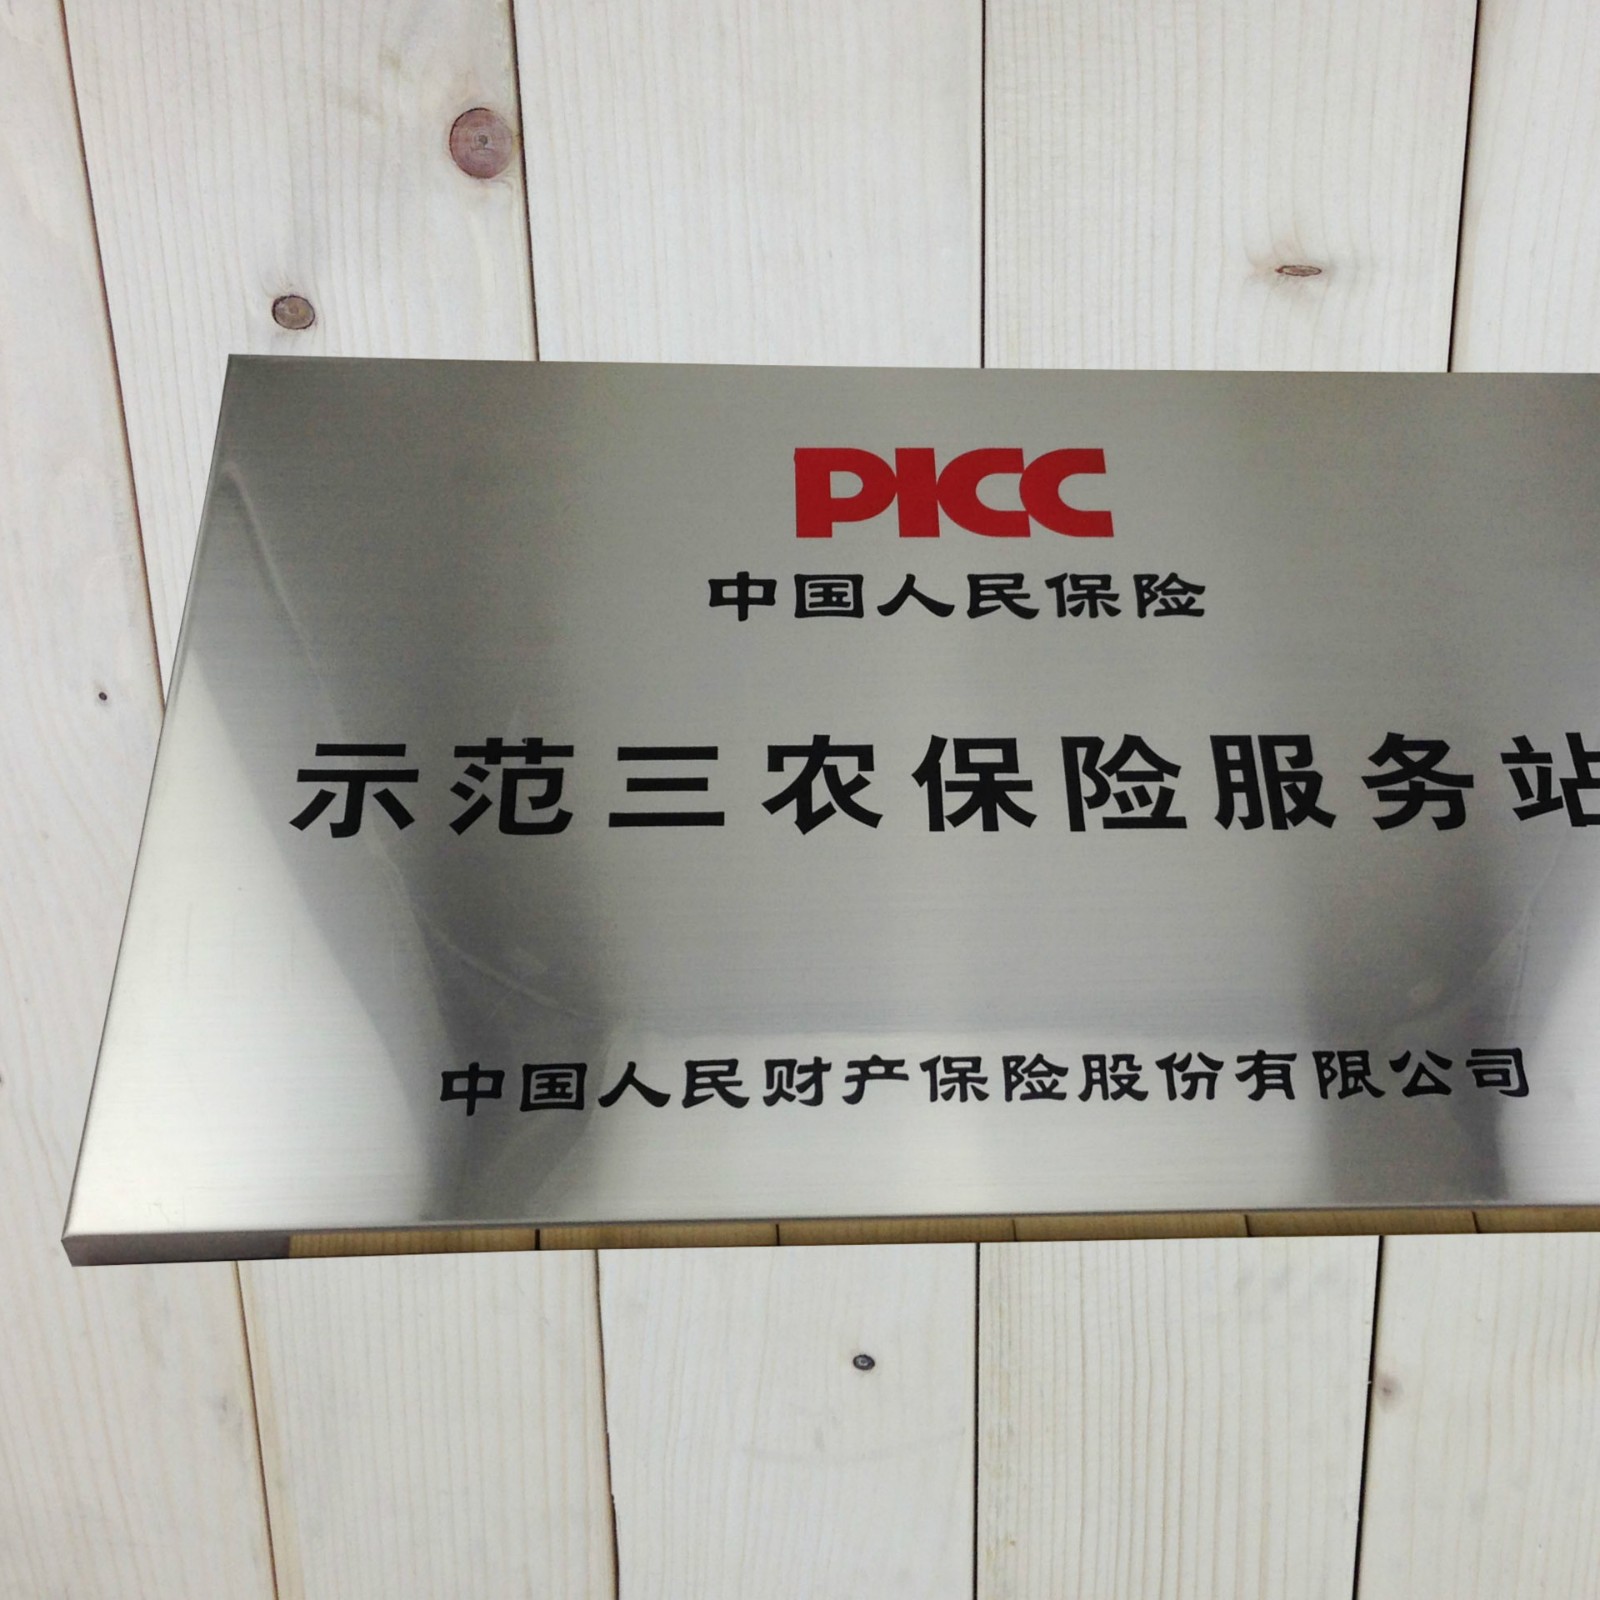 PICC
中国人民保险
示范三农保险服务站
中国人民财产保险股份有限公司